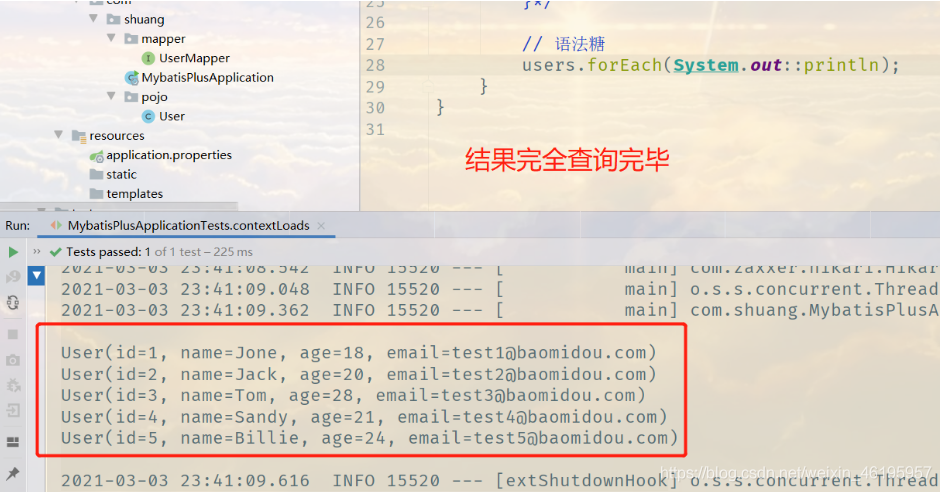 com
shuang
mapper
UserMapper
MybatisPlusApplication
pojo
User
resources
application.properties
static
templates
25 }*/
26
27 // 语法糖
28 users.forEach(System.out::println);
29 }
30 }
31
结果完全查询完毕
Run: MybatisPlusApplicationTests.contextLoads ×
Tests passed: 1 of 1 test – 225 ms
2021-03-03 23:41:08.542 INFO 15520 --- [ main] com.zaxxer.hikari.Hikar
2021-03-03 23:41:09.048 INFO 15520 --- [ main] o.s.s.concurrent.Thread
2021-03-03 23:41:09.362 INFO 15520 --- [ main] com.shuang.MybatisPlusA
User(id=1, name=Jone, age=18, email=test1@baomidou.com)
User(id=2, name=Jack, age=20, email=test2@baomidou.com)
User(id=3, name=Tom, age=28, email=test3@baomidou.com)
User(id=4, name=Sandy, age=21, email=test4@baomidou.com)
User(id=5, name=Billie, age=24, email=test5@baomidou.com)
2021-03-03 23:41:09.616 INFO 15520 --- [extShutdownHook] o.s.s.concurrent.Thread
https://blog.csdn.net/weixin_46195957